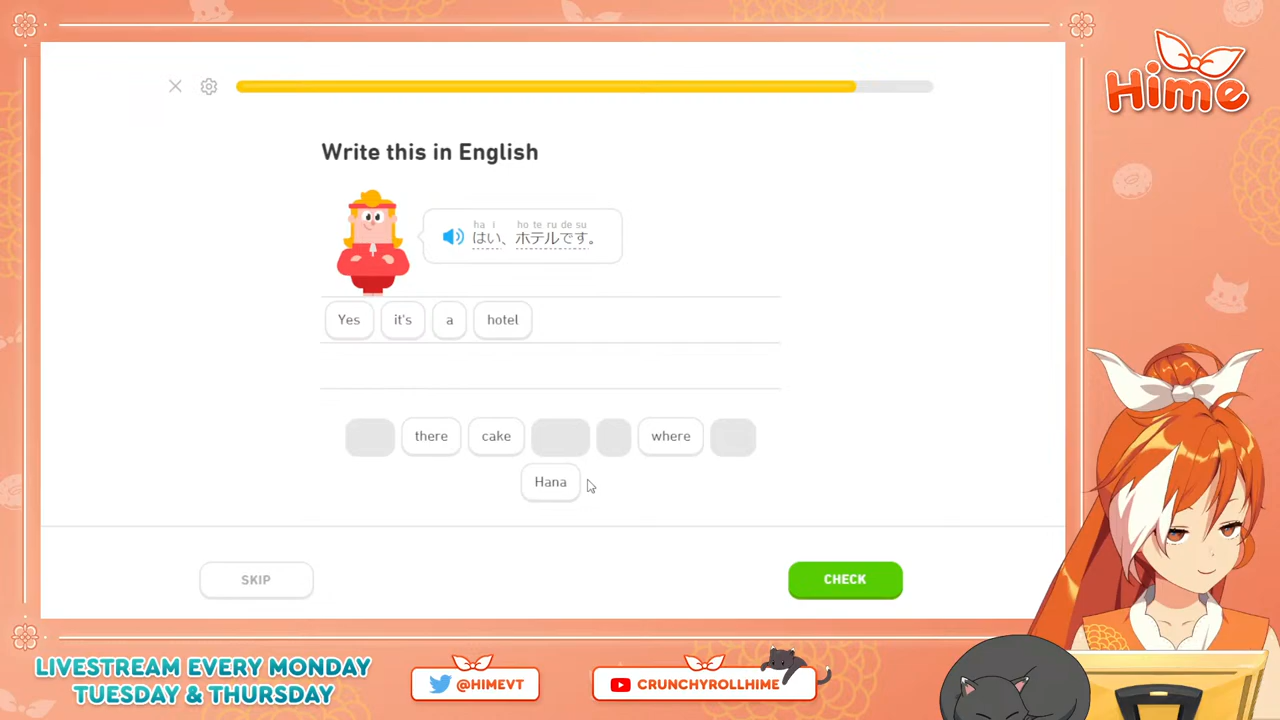 Hime
Write this in English
ha i ho te ru de su
はい、ホテルです。
Yes it's a hotel
there cake where
Hana
SKIP CHECK
LIVESTREAM EVERY MONDAY
TUESDAY & THURSDAY
@HIMEVT
CRUNCHYROLLHIME